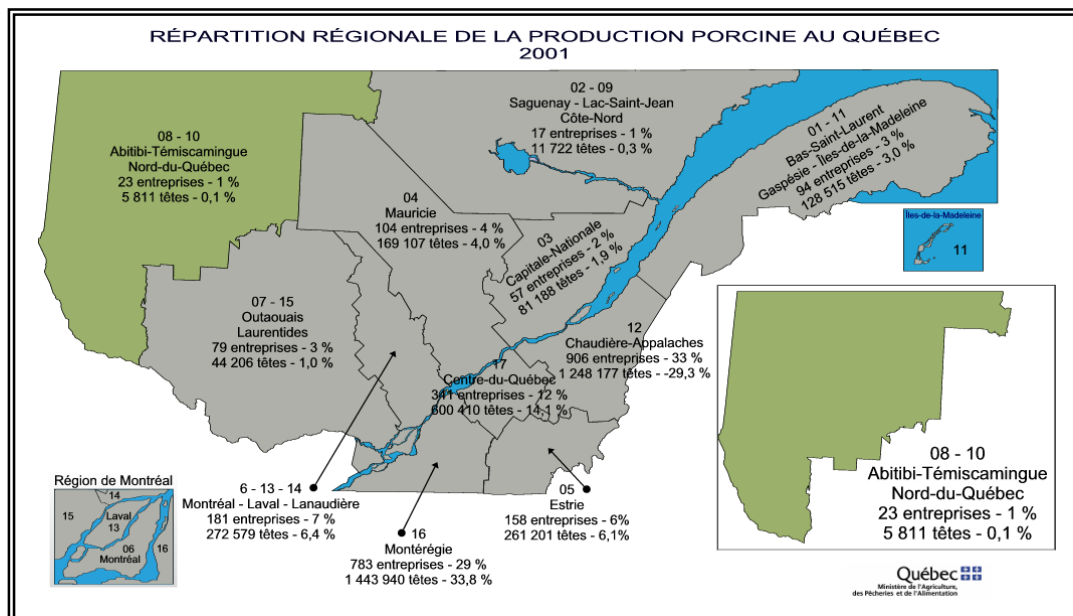 RÉPARTITION RÉGIONALE DE LA PRODUCTION PORCINE AU QUÉBEC
2001
02 - 09
Saguenay - Lac-Saint-Jean
Côte-Nord
17 entreprises - 1 %
11 722 têtes - 0,3 %
01 - 11
Bas-Saint-Laurent
Gaspésie - Îles-de-la-Madeleine
94 entreprises - 3 %
128 515 têtes - 3,0 %
08 - 10
Abitibi-Témiscamingue
Nord-du-Québec
23 entreprises - 1 %
5 811 têtes - 0,1 %
04
Mauricie
104 entreprises - 4 %
169 107 têtes - 4,0 %
03
Capitale-Nationale
57 entreprises - 2 %
81 188 têtes - 1,9 %
Îles-de-la-Madeleine
11
07 - 15
Outaouais
Laurentides
79 entreprises - 3 %
44 206 têtes - 1,0 %
12
Chaudière-Appalaches
906 entreprises - 33 %
1 248 177 têtes - -29,3 %
17
Centre-du-Québec
341 entreprises - 12 %
600 410 têtes - 14,1 %
6 - 13 - 14
Montréal - Laval - Lanaudière
181 entreprises - 7 %
272 579 têtes - 6,4 %
16
Montérégie
783 entreprises - 29 %
1 443 940 têtes - 33,8 %
05
Estrie
158 entreprises - 6%
261 201 têtes - 6,1%
Région de Montréal
14
15
Laval
13
06
Montréal
16
08 - 10
Abitibi-Témiscamingue
Nord-du-Québec
23 entreprises - 1 %
5 811 têtes - 0,1 %
Québec
Ministère de l'Agriculture,
des Pêcheries et de l'Alimentation